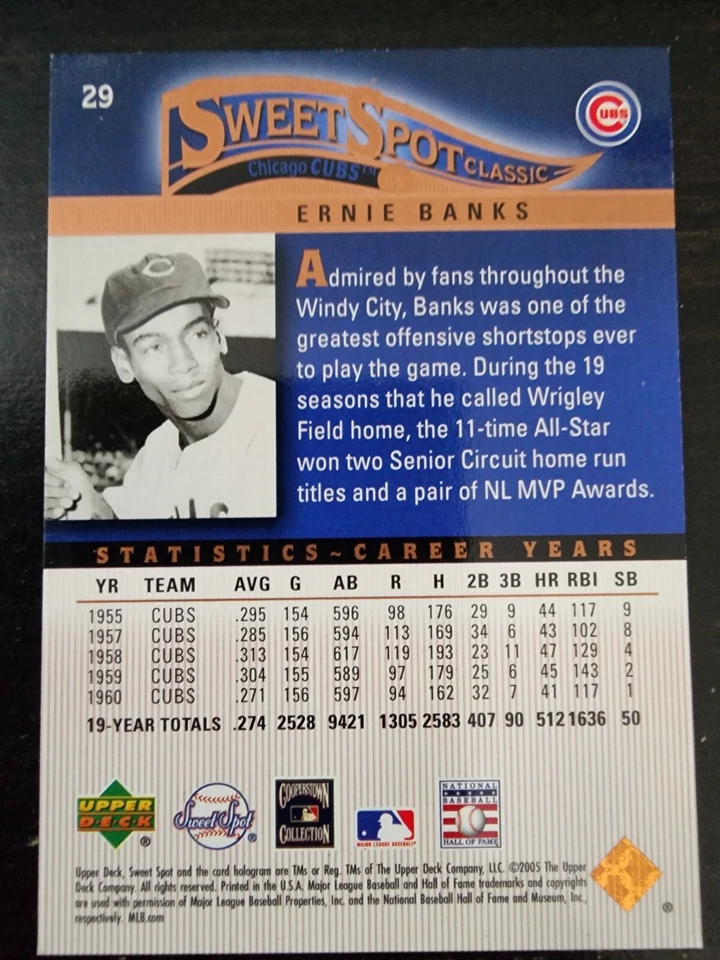 29
SWEET SPOT CLASSIC
Chicago CUBS™
CUBS
ERNIE BANKS
Admired by fans throughout the
Windy City, Banks was one of the
greatest offensive shortstops ever
to play the game. During the 19
seasons that he called Wrigley
Field home, the 11-time All-Star
won two Senior Circuit home run
titles and a pair of NL MVP Awards.
STATISTICS ~ CAREER YEARS
YR TEAM AVG G AB R H 2B 3B HR RBI SB
1955 CUBS .295 154 596 98 176 29 9 44 117 9
1957 CUBS .285 156 594 113 169 34 6 43 102 8
1958 CUBS .313 154 617 119 193 23 11 47 129 4
1959 CUBS .304 155 589 97 179 25 6 45 143 2
1960 CUBS .271 156 597 94 162 32 7 41 117 1
19-YEAR TOTALS .274 2528 9421 1305 2583 407 90 512 1636 50
UPPER
DECK®
Sweet Spot®
COOPERSTOWN
COLLECTION
MAJOR LEAGUE BASEBALL®
NATIONAL
BASEBALL
HALL OF FAME
Upper Deck, Sweet Spot and the card hologram are TMs or Reg. TMs of The Upper Deck Company, LLC. ©2005 The Upper
Deck Company. All rights reserved. Printed in the U.S.A. Major League Baseball and Hall of Fame trademarks and copyrights
are used with permission of Major League Baseball Properties, Inc. and the National Baseball Hall of Fame and Museum, Inc.,
respectively. MLB.com
®